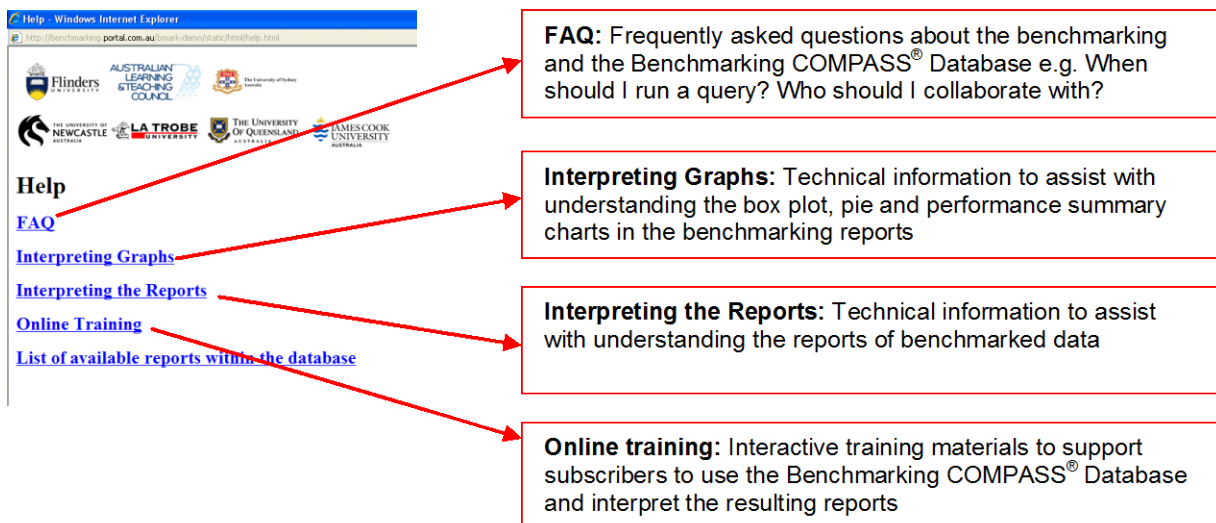 Help - Windows Internet Explorer
http://benchmarking.portal.com.au/bmark-demo/static/html/help.html
Flinders
UNIVERSITY
AUSTRALIAN
LEARNING
&TEACHING
COUNCIL
The University of Sydney
Australia
THE UNIVERSITY OF
NEWCASTLE
AUSTRALIA
LA TROBE
UNIVERSITY
THE UNIVERSITY
OF QUEENSLAND
AUSTRALIA
JAMES COOK
UNIVERSITY
AUSTRALIA
Help
FAQ
Interpreting Graphs
Interpreting the Reports
Online Training
List of available reports within the database
FAQ: Frequently asked questions about the benchmarking
and the Benchmarking COMPASS® Database e.g. When
should I run a query? Who should I collaborate with?
Interpreting Graphs: Technical information to assist with
understanding the box plot, pie and performance summary
charts in the benchmarking reports
Interpreting the Reports: Technical information to assist
with understanding the reports of benchmarked data
Online training: Interactive training materials to support
subscribers to use the Benchmarking COMPASS® Database
and interpret the resulting reports